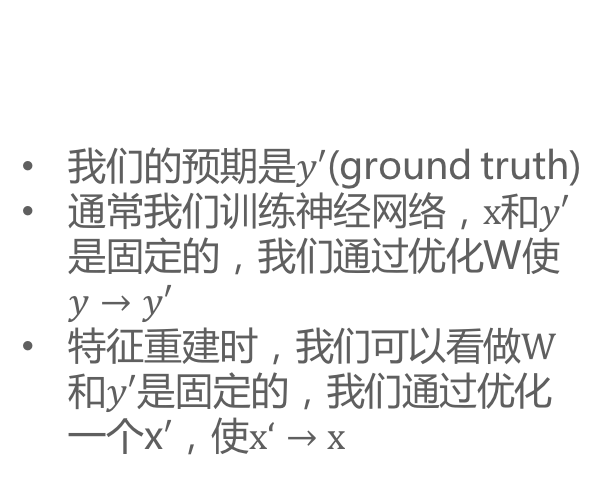 • 我们的预期是y′(ground truth)
• 通常我们训练神经网络，x和y′
是固定的，我们通过优化W使
y → y′
• 特征重建时，我们可以看做W
和y′是固定的，我们通过优化
一个x′，使x‘ → x